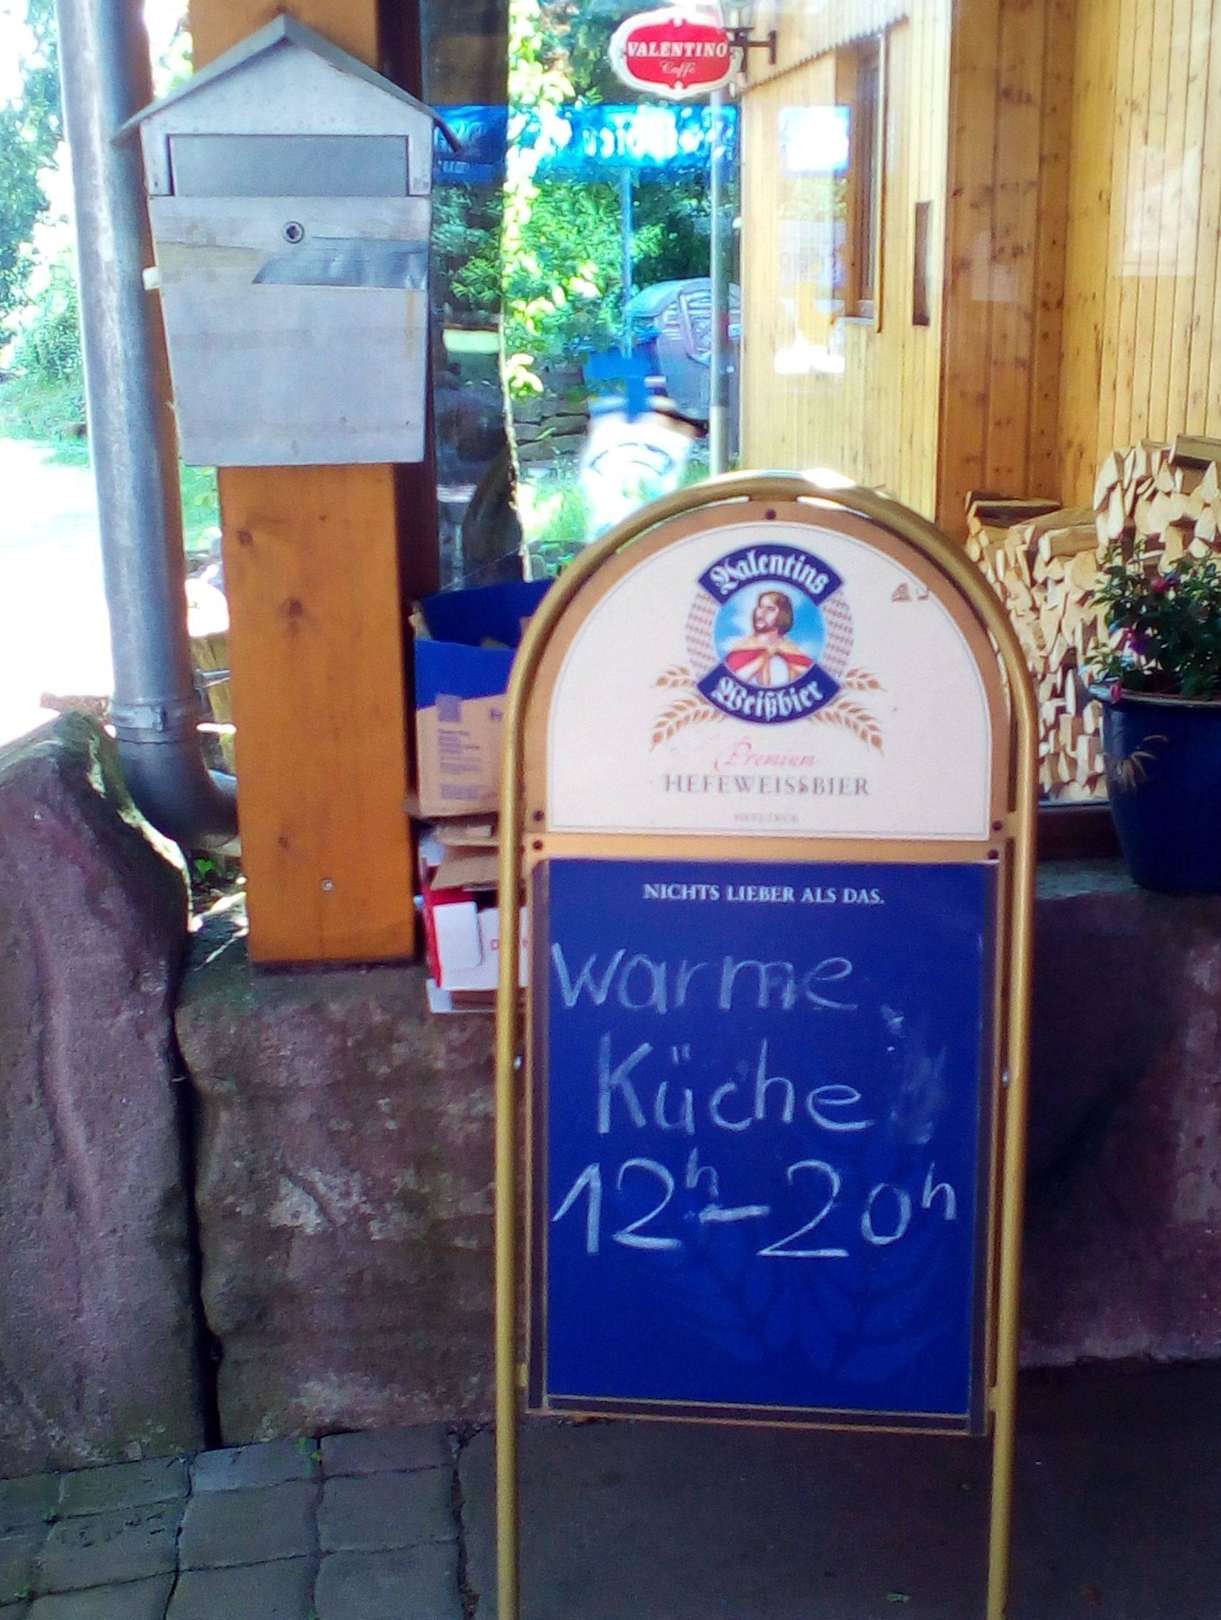 VALENTINO
Caffè
Valentins
Weißbier
Premium
HEFEWEISSBIER
NICHTS LIEBER ALS DAS.
warme
Küche
12h-20h